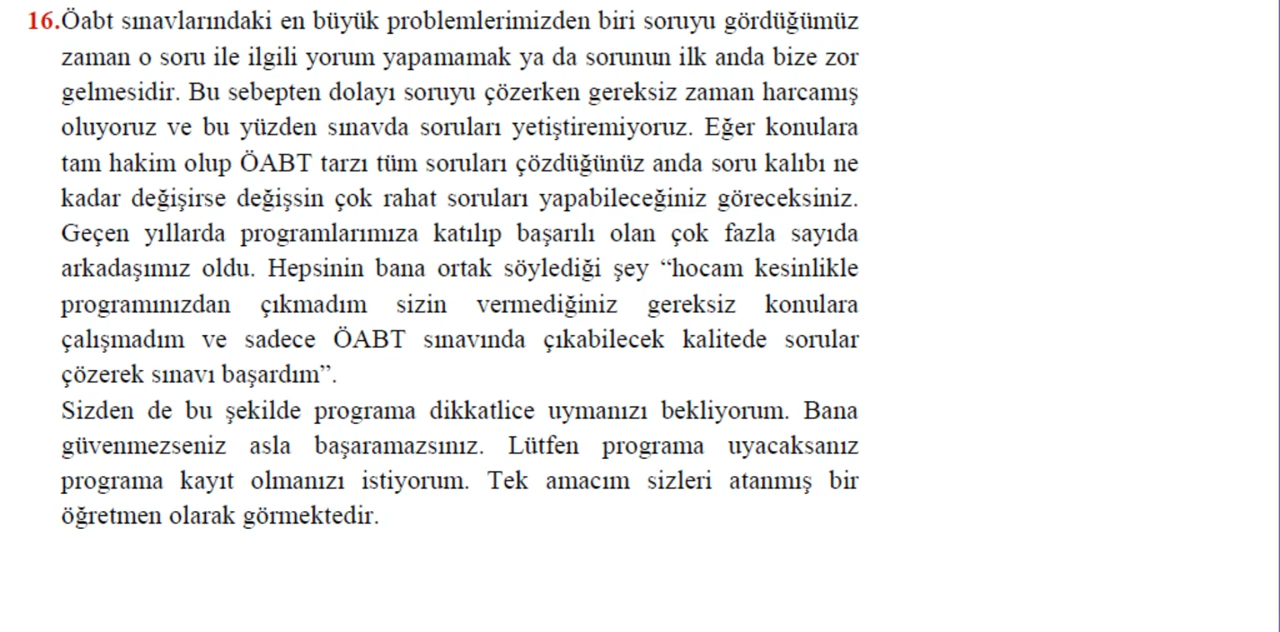 16.Öabt sınavlarındaki en büyük problemlerimizden biri soruyu gördüğümüz
zaman o soru ile ilgili yorum yapamamak ya da sorunun ilk anda bize zor
gelmesidir. Bu sebepten dolayı soruyu çözerken gereksiz zaman harcamış
oluyoruz ve bu yüzden sınavda soruları yetiştiremiyoruz. Eğer konulara
tam hakim olup ÖABT tarzı tüm soruları çözdüğünüz anda soru kalıbı ne
kadar değişirse değişsin çok rahat soruları yapabileceğiniz göreceksiniz.
Geçen yıllarda programlarımıza katılıp başarılı olan çok fazla sayıda
arkadaşımız oldu. Hepsinin bana ortak söylediği şey “hocam kesinlikle
programınızdan çıkmadım sizin vermediğiniz gereksiz konulara
çalışmadım ve sadece ÖABT sınavında çıkabilecek kalitede sorular
çözerek sınavı başardım”.
Sizden de bu şekilde programa dikkatlice uymanızı bekliyorum. Bana
güvenmezseniz asla başaramazsınız. Lütfen programa uyacaksanız
programa kayıt olmanızı istiyorum. Tek amacım sizleri atanmış bir
öğretmen olarak görmektedir.